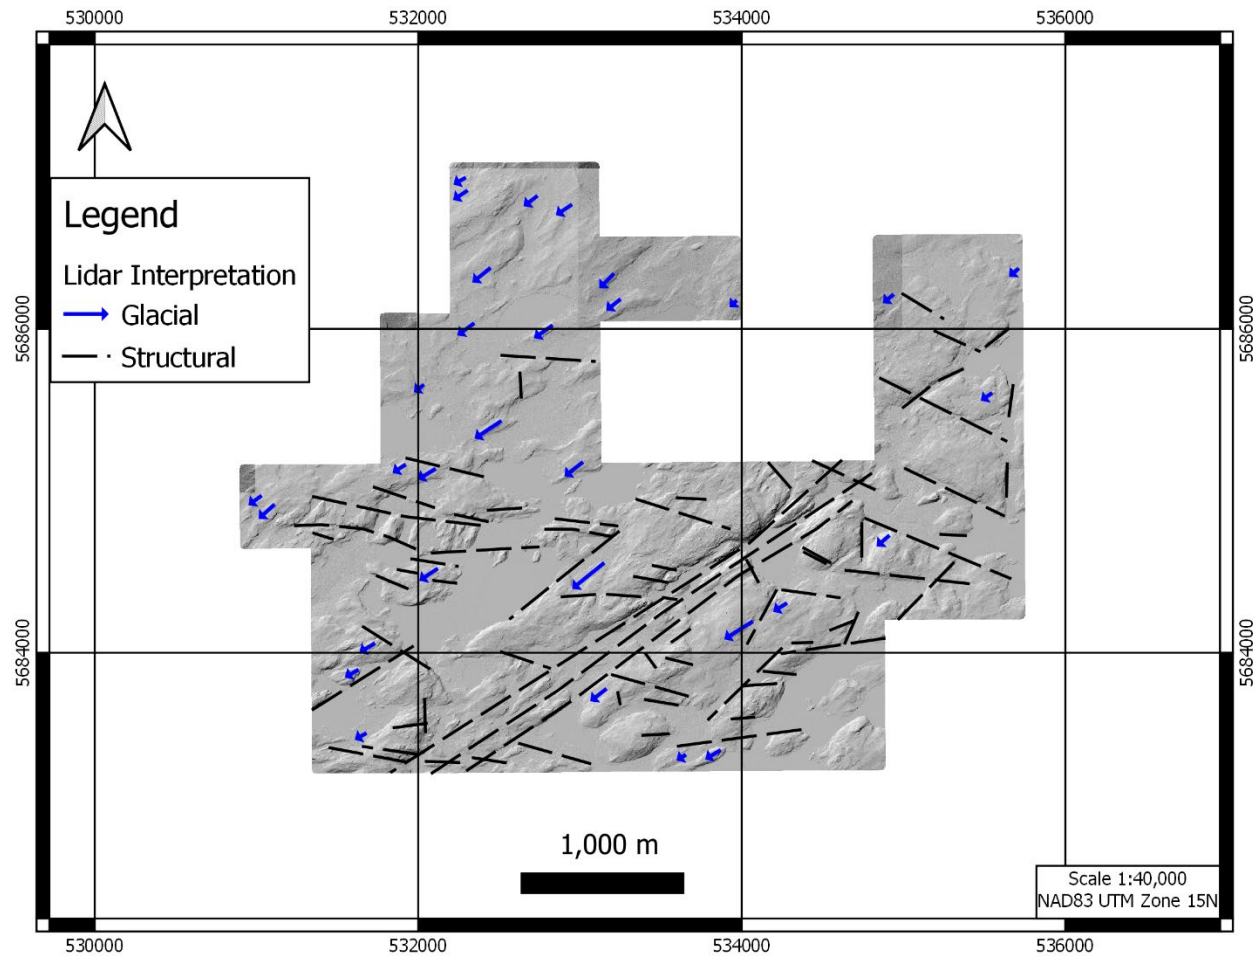 530000 532000 534000 536000
Legend
Lidar Interpretation
Glacial
Structural
5686000 5686000
5684000 5684000
1,000 m
Scale 1:40,000
NAD83 UTM Zone 15N
530000 532000 534000 536000